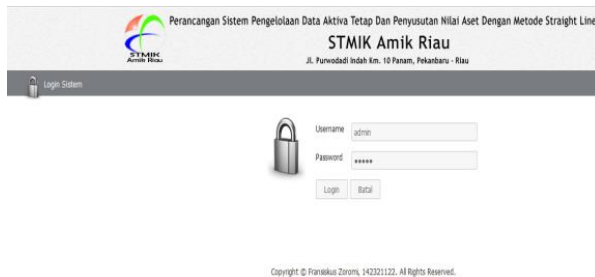 Perancangan Sistem Pengelolaan Data Aktiva Tetap Dan Penyusutan Nilai Aset Dengan Metode Straight Line
STMIK Amik Riau
Jl. Purwodadi Indah Km. 10 Panam, Pekanbaru - Riau
STMIK
Amik Riau
Login Sistem
Username admin
Password •••••
Login Batal
Copyright © Fransiskus Zoromi, 142321122. All Rights Reserved.